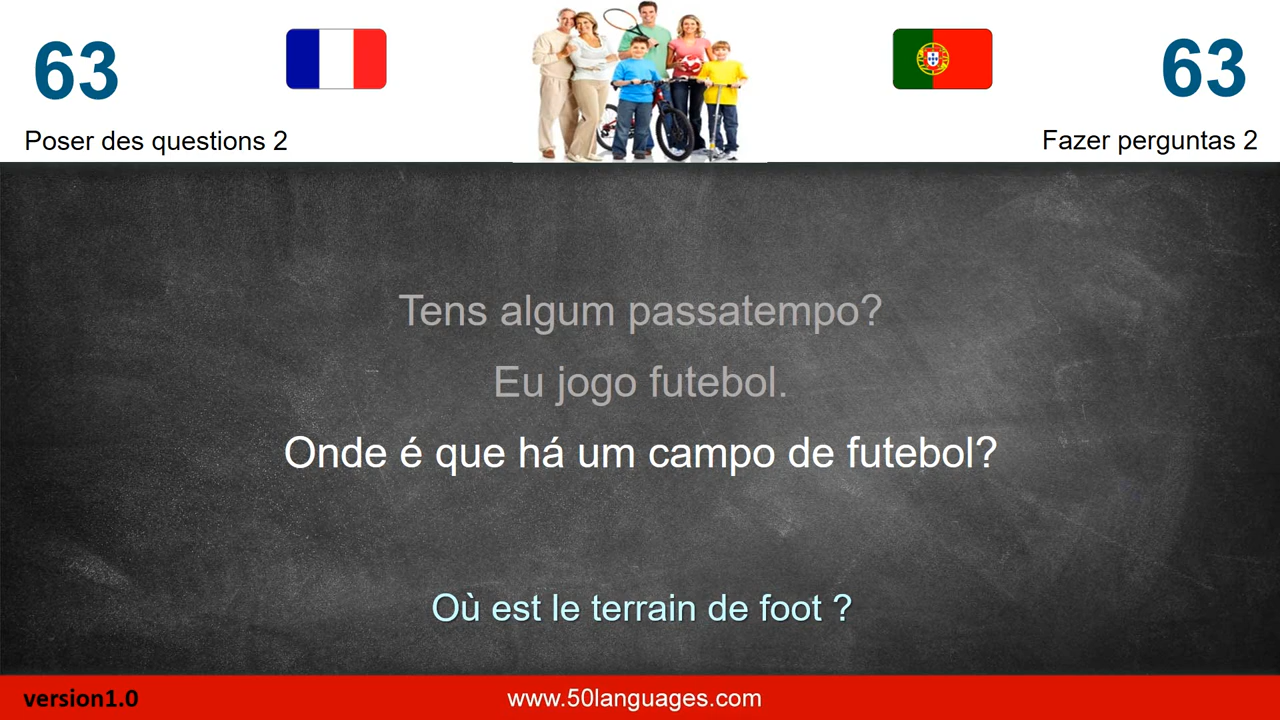 63
63
Poser des questions 2
Fazer perguntas 2
Tens algum passatempo?
Eu jogo futebol.
Onde é que há um campo de futebol?
Où est le terrain de foot ?
version1.0
www.50languages.com